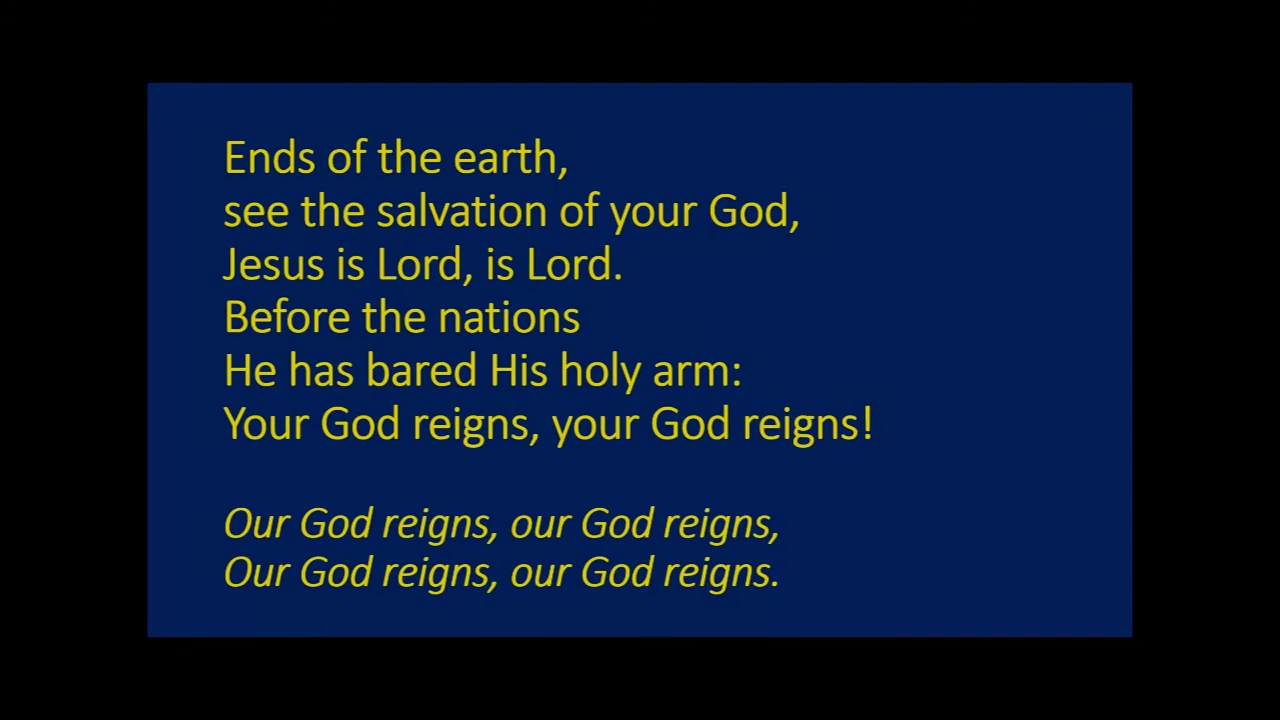 Ends of the earth,
see the salvation of your God,
Jesus is Lord, is Lord.
Before the nations
He has bared His holy arm:
Your God reigns, your God reigns!
Our God reigns, our God reigns,
Our God reigns, our God reigns.